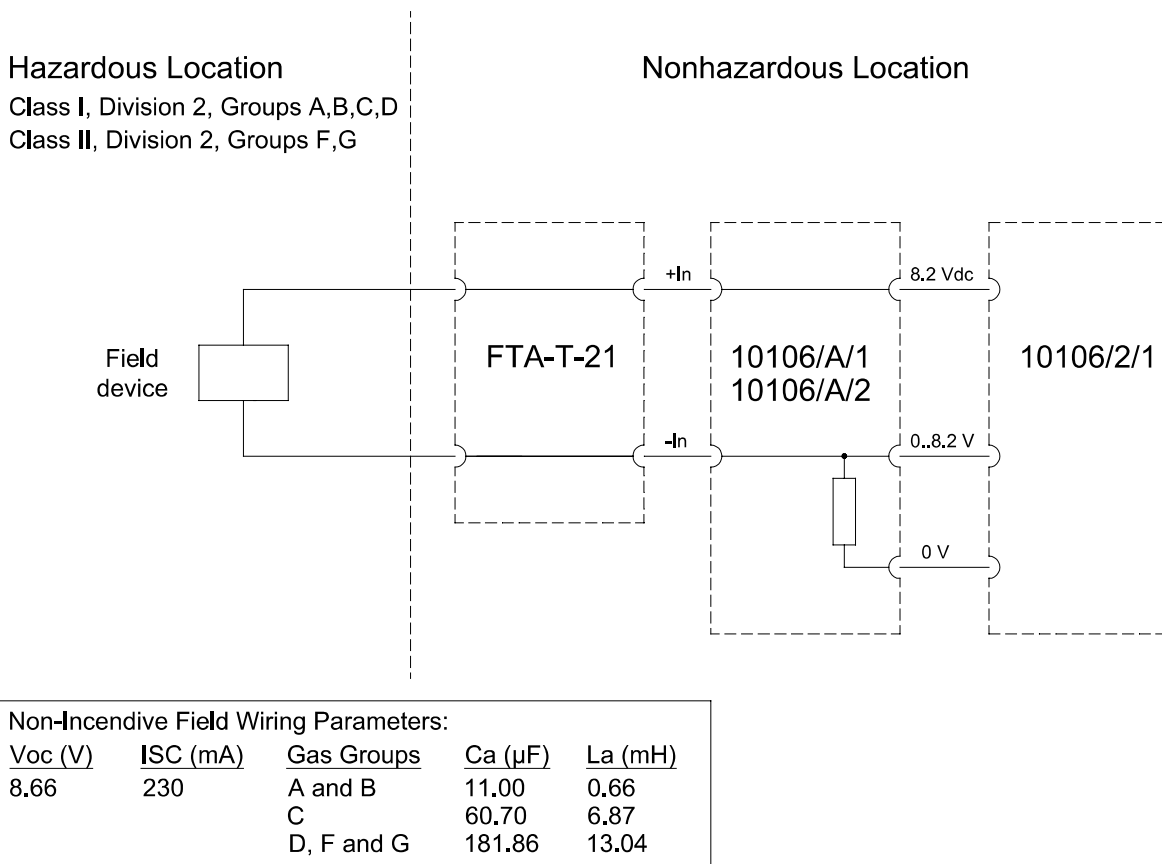 Hazardous Location
Class I, Division 2, Groups A,B,C,D
Class II, Division 2, Groups F,G
Nonhazardous Location
Field
device
FTA-T-21
+In
-In
10106/A/1
10106/A/2
8.2 Vdc
0..8.2 V
0 V
10106/2/1
Non-Incendive Field Wiring Parameters:
Voc (V) ISC (mA) Gas Groups Ca (µF) La (mH)
8.66 230 A and B 11.00 0.66
C 60.70 6.87
D, F and G 181.86 13.04